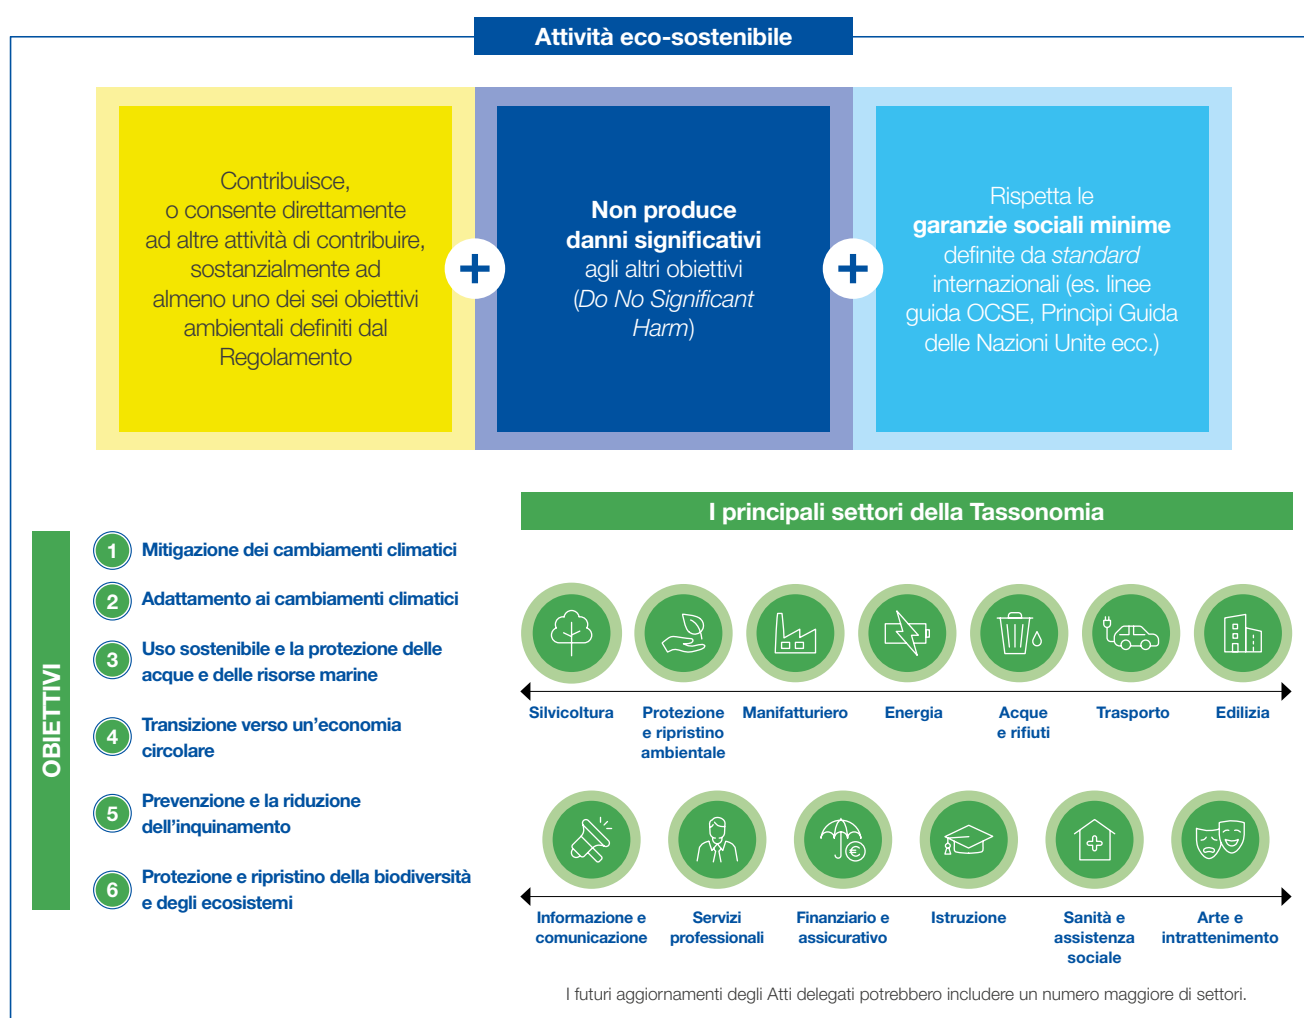 Attività eco-sostenibile
Contribuisce,
o consente direttamente
ad altre attività di contribuire,
sostanzialmente ad
almeno uno dei sei obiettivi
ambientali definiti dal
Regolamento
+
Non produce
danni significativi
agli altri obiettivi
(Do No Significant
Harm)
+
Rispetta le
garanzie sociali minime
definite da standard
internazionali (es. linee
guida OCSE, Princìpi Guida
delle Nazioni Unite ecc.)
OBIETTIVI
1 Mitigazione dei cambiamenti climatici
2 Adattamento ai cambiamenti climatici
3 Uso sostenibile e la protezione delle
acque e delle risorse marine
4 Transizione verso un'economia
circolare
5 Prevenzione e la riduzione
dell'inquinamento
6 Protezione e ripristino della biodiversità
e degli ecosistemi
I principali settori della Tassonomia
Silvicoltura
Protezione
e ripristino
ambientale
Manifatturiero
Energia
Acque
e rifiuti
Trasporto
Edilizia
€
Informazione e
comunicazione
Servizi
professionali
Finanziario e
assicurativo
Istruzione
Sanità e
assistenza
sociale
Arte e
intrattenimento
I futuri aggiornamenti degli Atti delegati potrebbero includere un numero maggiore di settori.